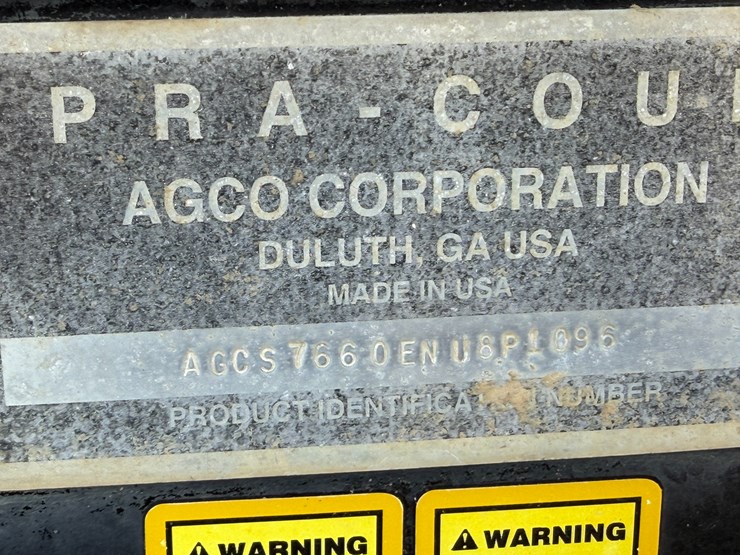 PRA-COU
AGCO CORPORATION
DULUTH, GA USA
MADE IN USA
AGCS7660ENU8P1096
PRODUCT IDENTIFICA NUMBER
WARNING WARNING